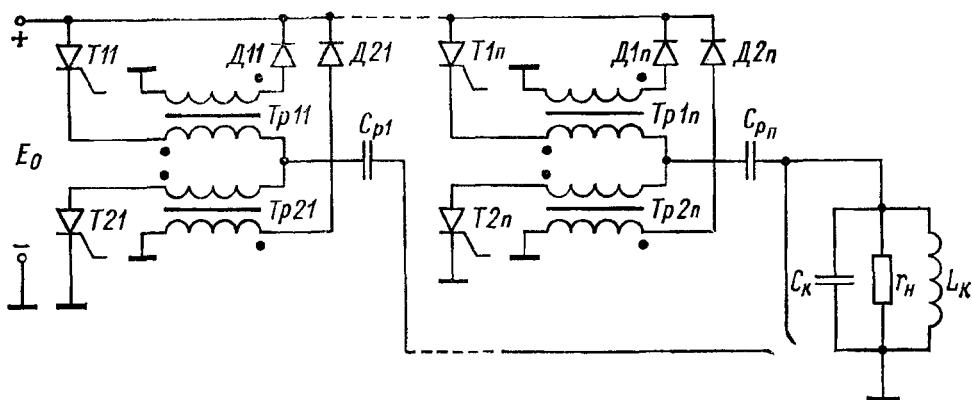 +
T11
Д11
Д21
T1n
Д1n
Д2n
Tp11
Cp1
Tp1n
Cpn
E0
T21
Tp21
T2n
Tp2n
−
Cк
rн
Lк